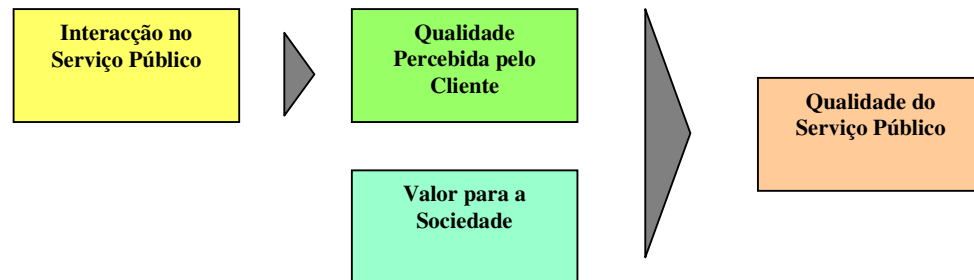 Interacção no
Serviço Público
Qualidade
Percebida pelo
Cliente
Valor para a
Sociedade
Qualidade do
Serviço Público